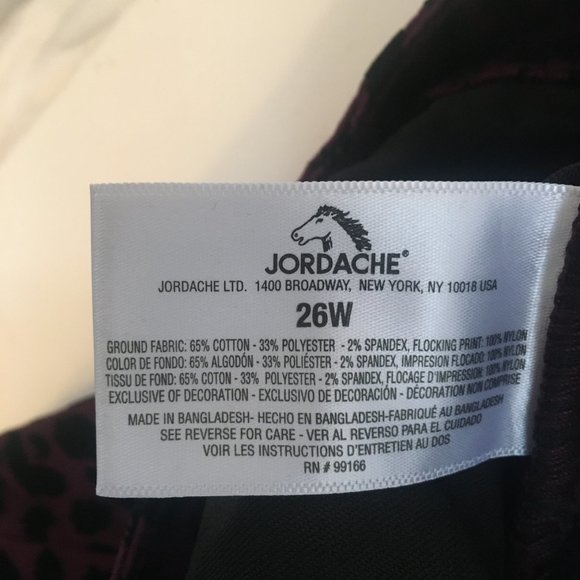 JORDACHE®
JORDACHE LTD. 1400 BROADWAY, NEW YORK, NY 10018 USA
26W
GROUND FABRIC: 65% COTTON - 33% POLYESTER - 2% SPANDEX, FLOCKING PRINT: 100% NYLON
COLOR DE FONDO: 65% ALGODÓN - 33% POLIÉSTER - 2% SPANDEX, IMPRESION FLOCADO: 100% NYLON
TISSU DE FOND: 65% COTON - 33% POLYESTER - 2% SPANDEX, FLOCAGE D'IMPRESSION: 100% NYLON
EXCLUSIVE OF DECORATION - EXCLUSIVO DE DECORACIÓN - DÉCORATION NON COMPRISE
MADE IN BANGLADESH- HECHO EN BANGLADESH-FABRIQUÉ AU BANGLADESH
SEE REVERSE FOR CARE - VER AL REVERSO PARA EL CUIDADO
VOIR LES INSTRUCTIONS D'ENTRETIEN AU DOS
RN # 99166